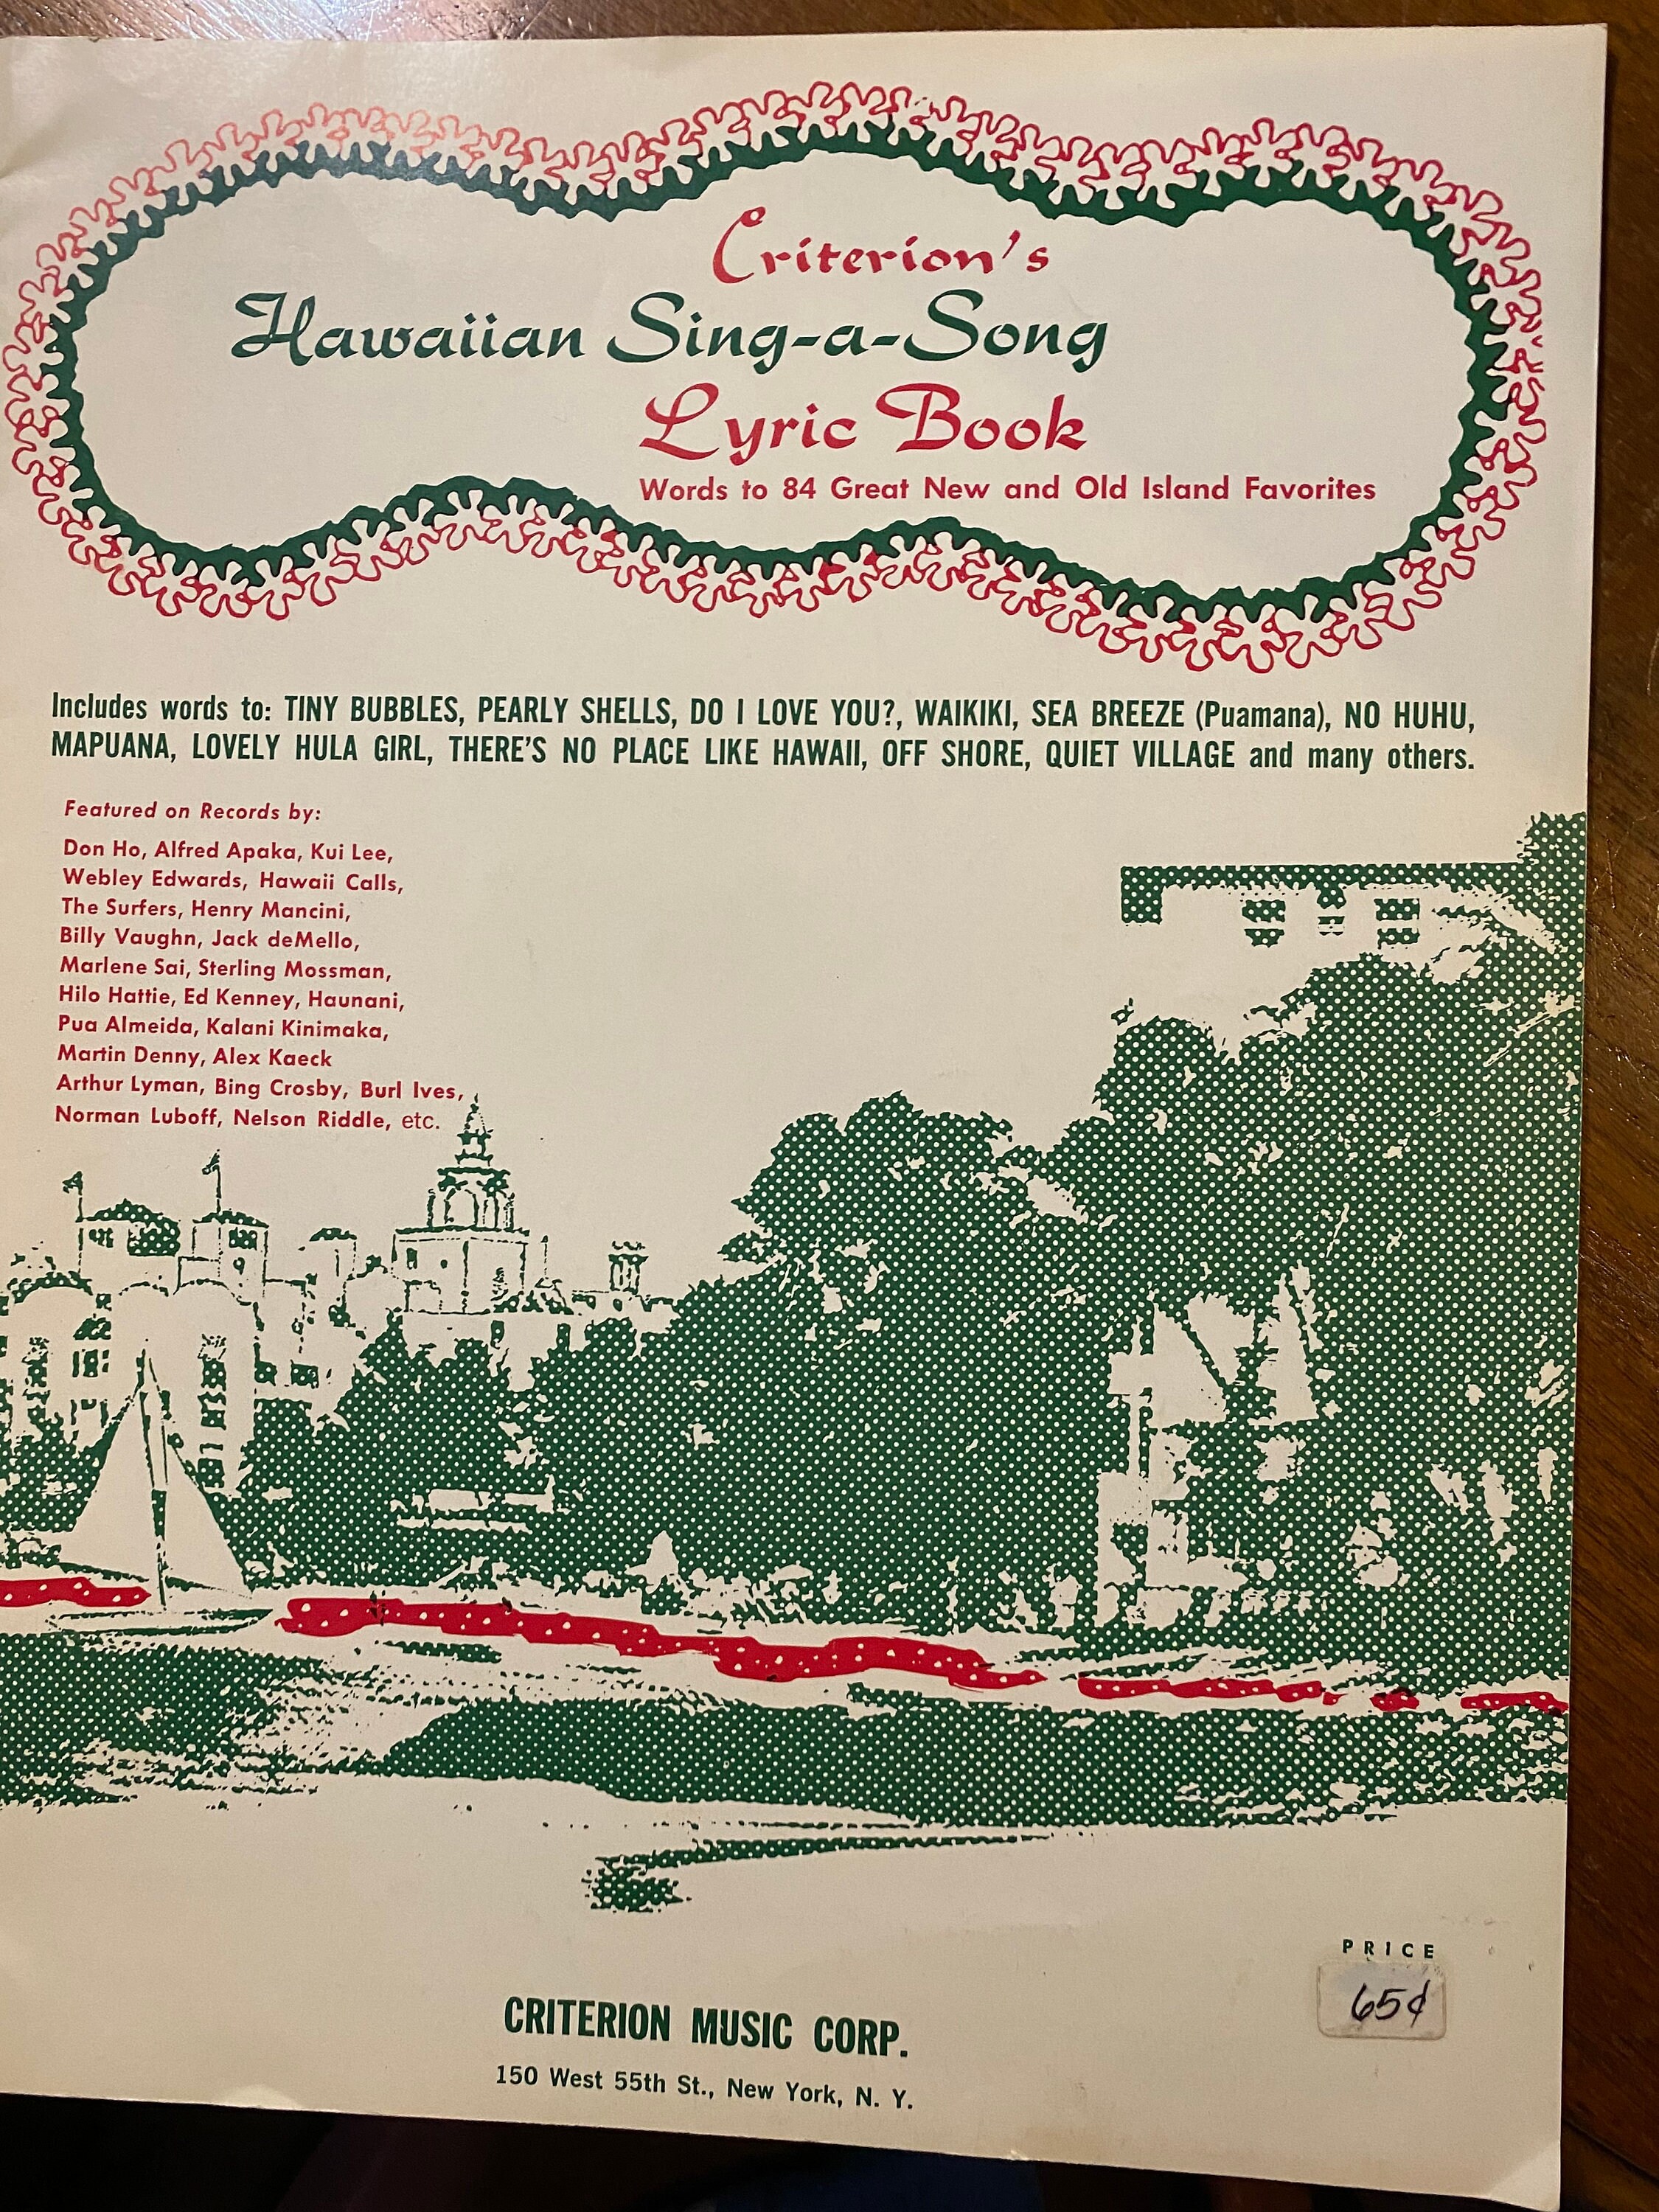 Criterion's
Hawaiian Sing-a-Song
Lyric Book
Words to 84 Great New and Old Island Favorites
Includes words to: TINY BUBBLES, PEARLY SHELLS, DO I LOVE YOU?, WAIKIKI, SEA BREEZE (Puamana), NO HUHU,
MAPUANA, LOVELY HULA GIRL, THERE'S NO PLACE LIKE HAWAII, OFF SHORE, QUIET VILLAGE and many others.
Featured on Records by:
Don Ho, Alfred Apaka, Kui Lee,
Webley Edwards, Hawaii Calls,
The Surfers, Henry Mancini,
Billy Vaughn, Jack deMello,
Marlene Sai, Sterling Mossman,
Hilo Hattie, Ed Kenney, Haunani,
Pua Almeida, Kalani Kinimaka,
Martin Denny, Alex Kaeck
Arthur Lyman, Bing Crosby, Burl Ives,
Norman Luboff, Nelson Riddle, etc.
PRICE
65¢
CRITERION MUSIC CORP.
150 West 55th St., New York, N. Y.